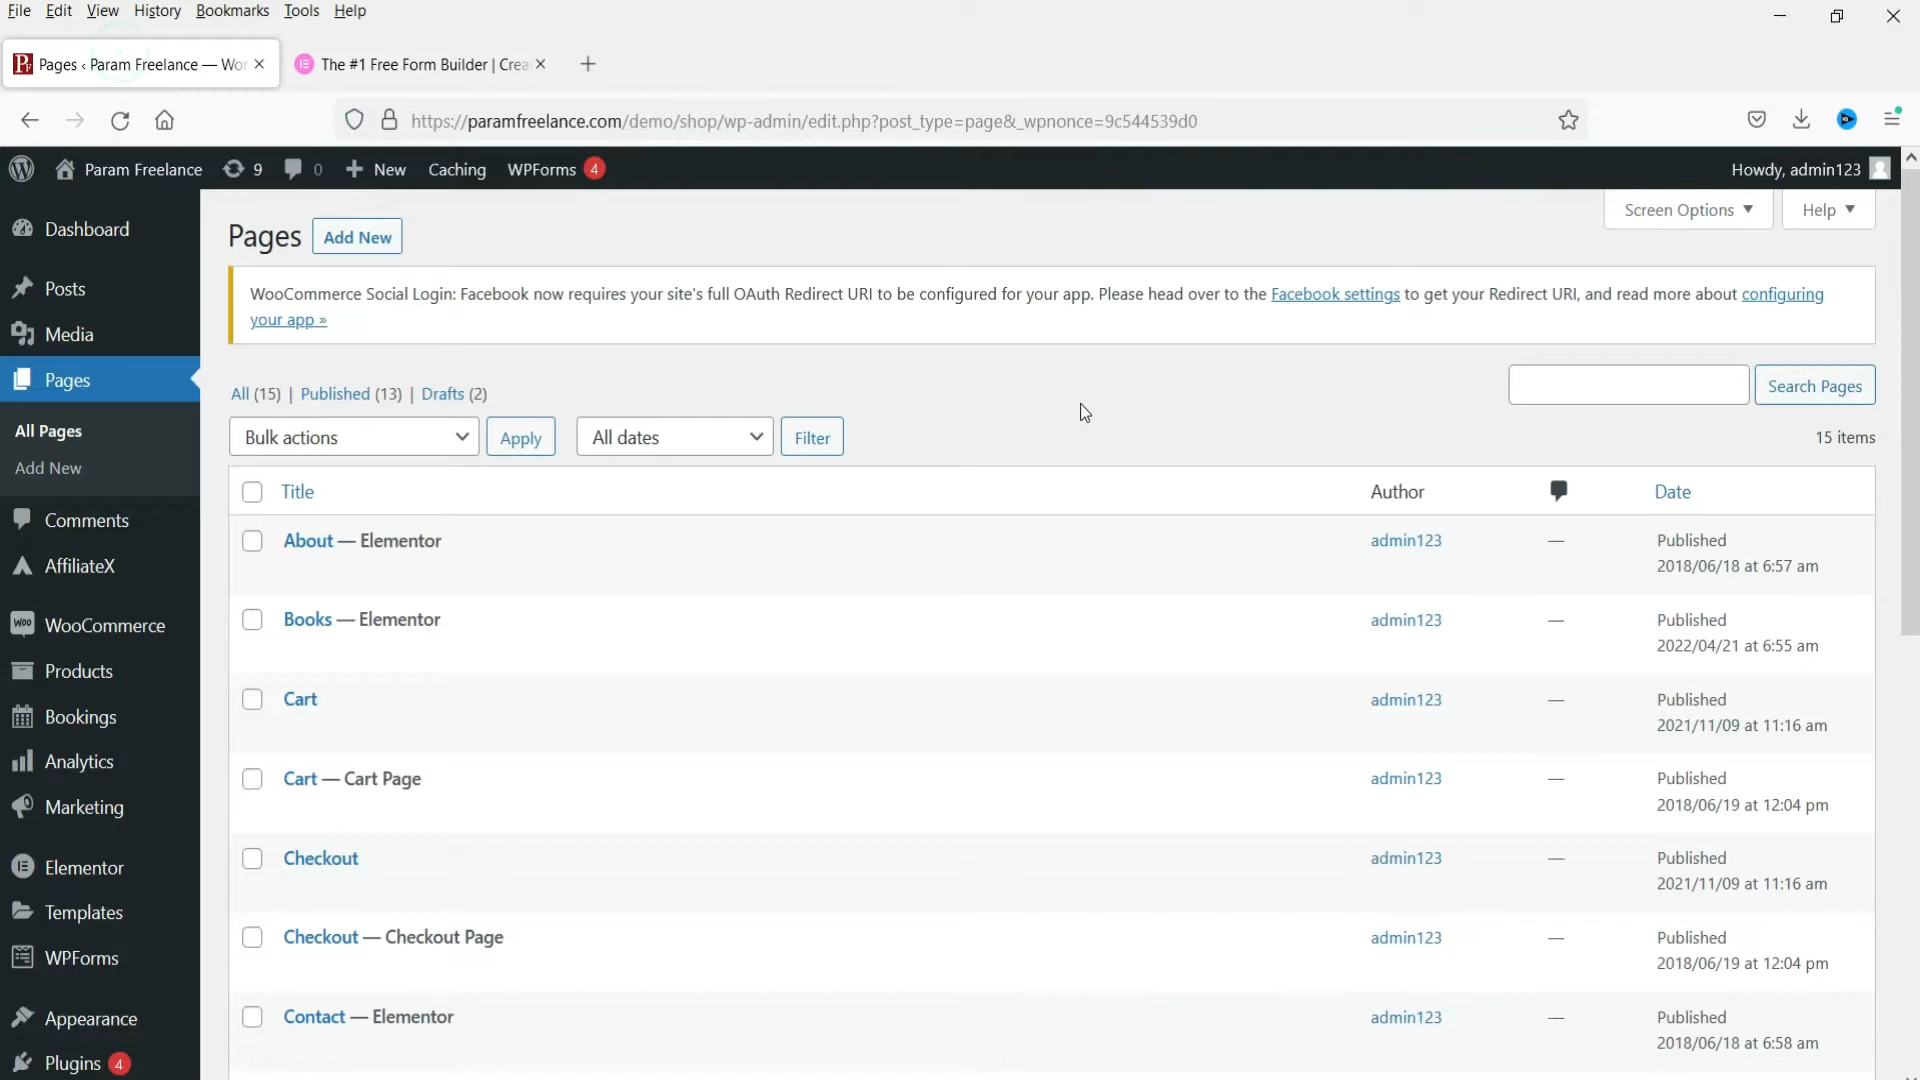 File Edit View History Bookmarks Tools Help
Pages ‹ Param Freelance — Wor
The #1 Free Form Builder | Crea
https://paramfreelance.com/demo/shop/wp-admin/edit.php?post_type=page&_wpnonce=9c544539d0
Param Freelance 9 0 New Caching WPForms 4 Howdy, admin123
Screen Options Help
Dashboard
Posts
Media
Pages
All Pages
Add New
Comments
AffiliateX
WooCommerce
Products
Bookings
Analytics
Marketing
Elementor
Templates
WPForms
Appearance
Plugins 4
Pages Add New
WooCommerce Social Login: Facebook now requires your site's full OAuth Redirect URI to be configured for your app. Please head over to the Facebook settings to get your Redirect URI, and read more about configuring
your app »
All (15) | Published (13) | Drafts (2)
Search Pages
Bulk actions Apply All dates Filter 15 items
Title Author Date
About — Elementor admin123 — Published
2018/06/18 at 6:57 am
Books — Elementor admin123 — Published
2022/04/21 at 6:55 am
Cart admin123 — Published
2021/11/09 at 11:16 am
Cart — Cart Page admin123 — Published
2018/06/19 at 12:04 pm
Checkout admin123 — Published
2021/11/09 at 11:16 am
Checkout — Checkout Page admin123 — Published
2018/06/19 at 12:04 pm
Contact — Elementor admin123 — Published
2018/06/18 at 6:58 am